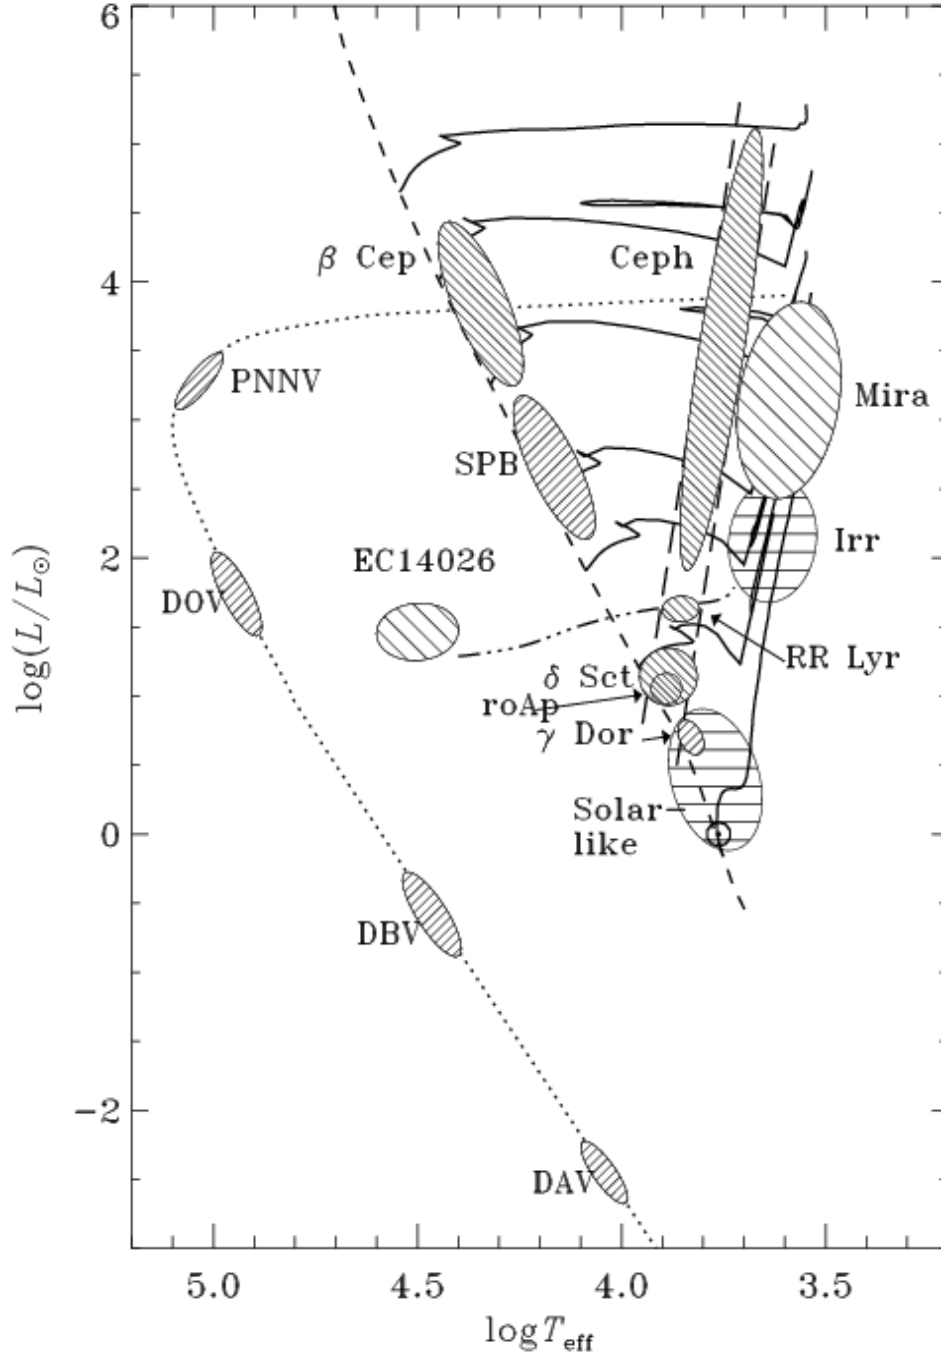 6
β Cep
Ceph
4
PNNV
Mira
SPB
Irr
2
EC14026
DOV
RR Lyr
δ Sct
roAp
γ Dor
Solar
like
0
DBV
−2
DAV
5.0
4.5
4.0
3.5
log(L/L☉)
log T_eff